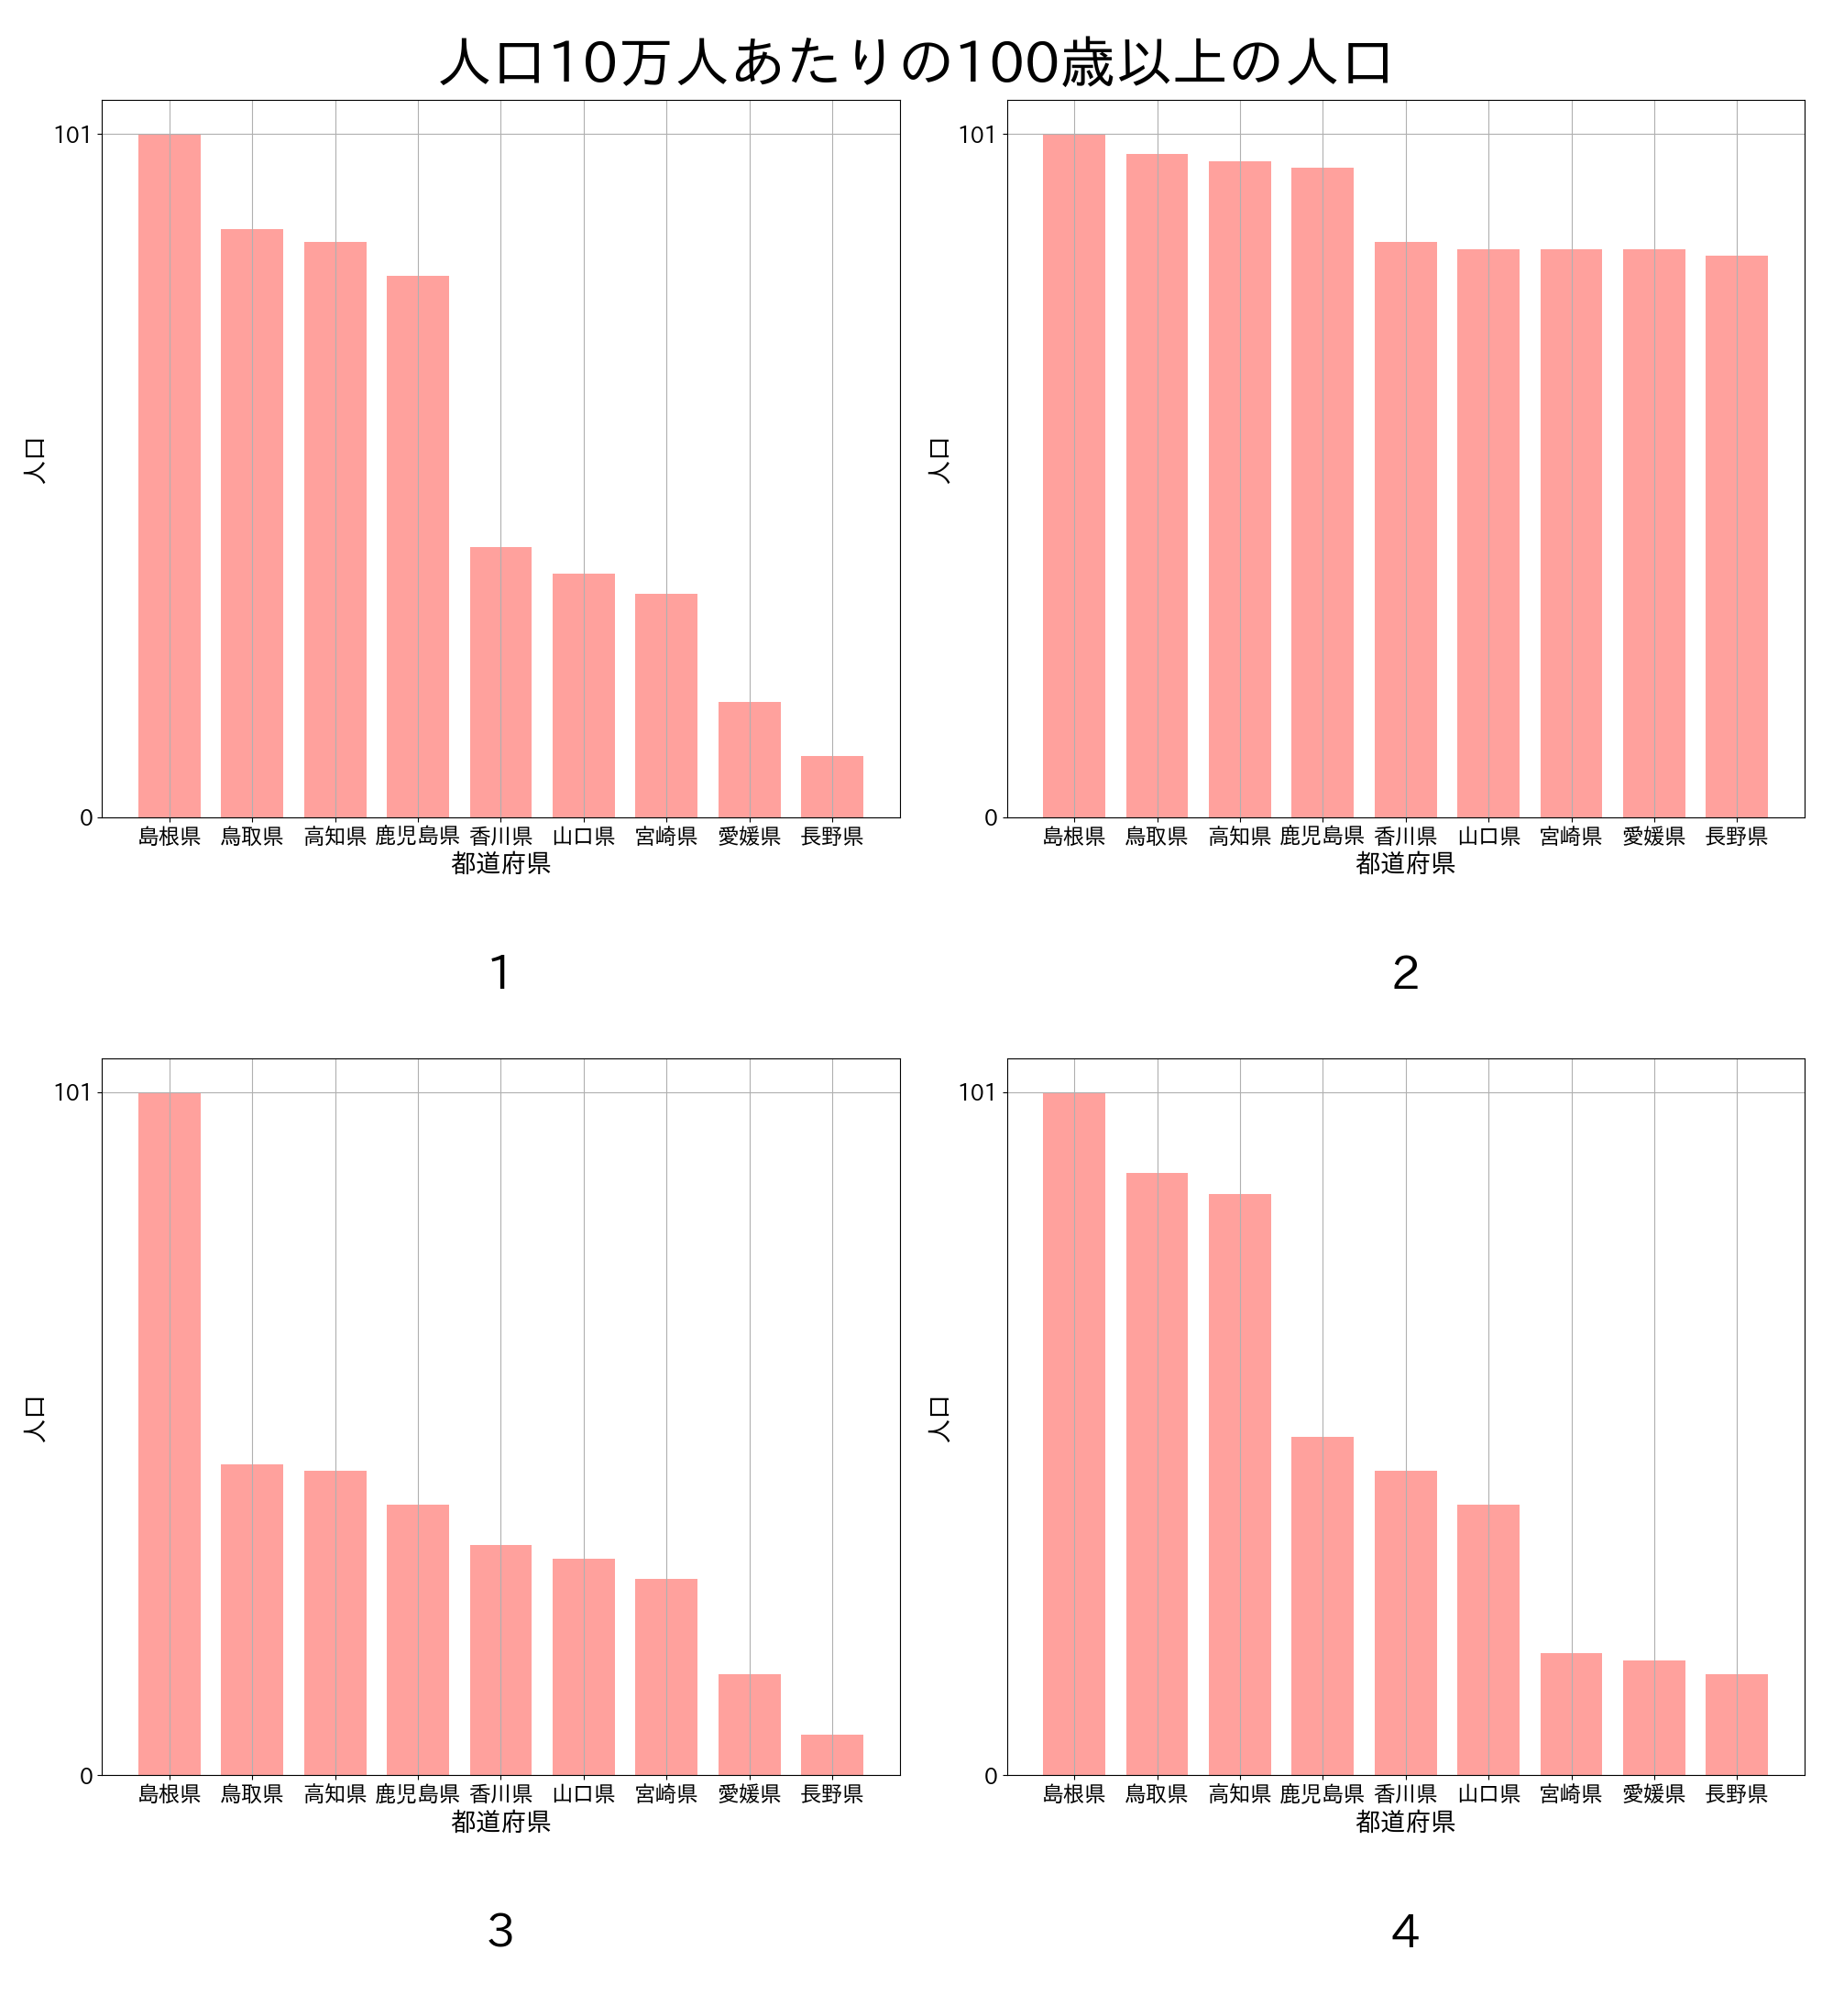 人口10万人あたりの100歳以上の人口
101
0
人口
島根県 鳥取県 高知県 鹿児島県 香川県 山口県 宮崎県 愛媛県 長野県
都道府県
1
101
0
人口
島根県 鳥取県 高知県 鹿児島県 香川県 山口県 宮崎県 愛媛県 長野県
都道府県
2
101
0
人口
島根県 鳥取県 高知県 鹿児島県 香川県 山口県 宮崎県 愛媛県 長野県
都道府県
3
101
0
人口
島根県 鳥取県 高知県 鹿児島県 香川県 山口県 宮崎県 愛媛県 長野県
都道府県
4